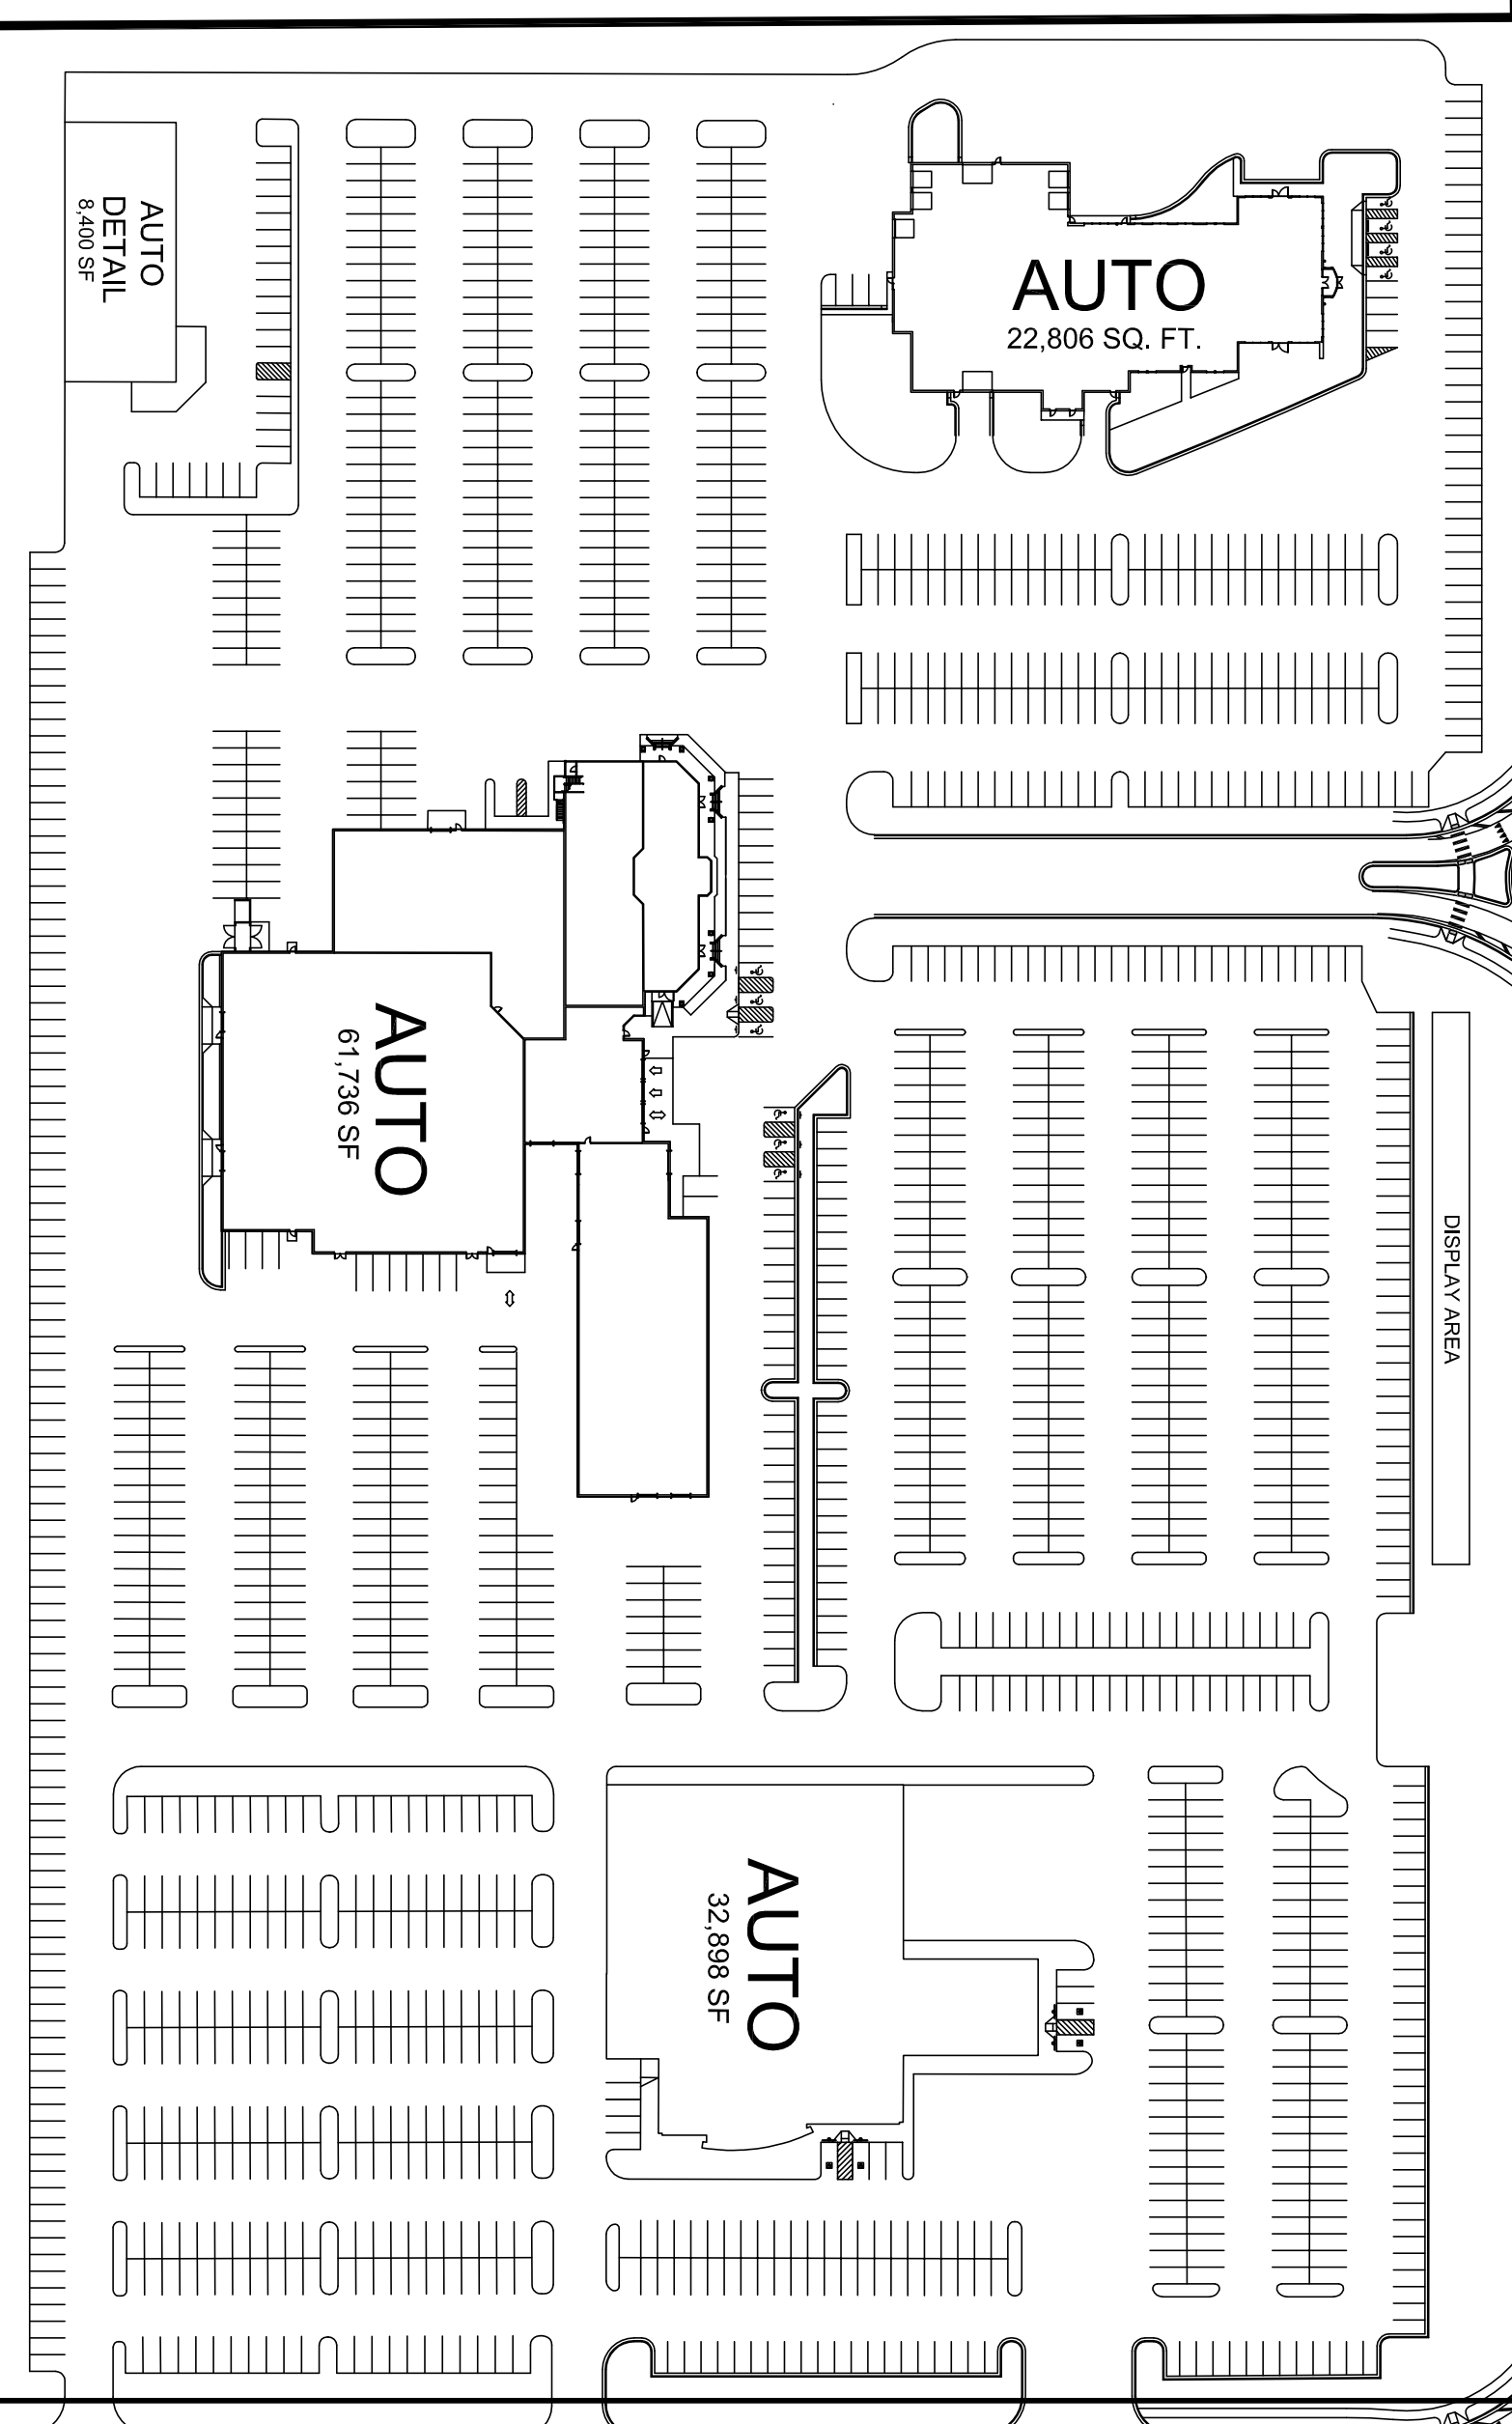 AUTO
DETAIL
8,400 SF
AUTO
22,806 SQ. FT.
AUTO
61,736 SF
DISPLAY AREA
AUTO
32,898 SF